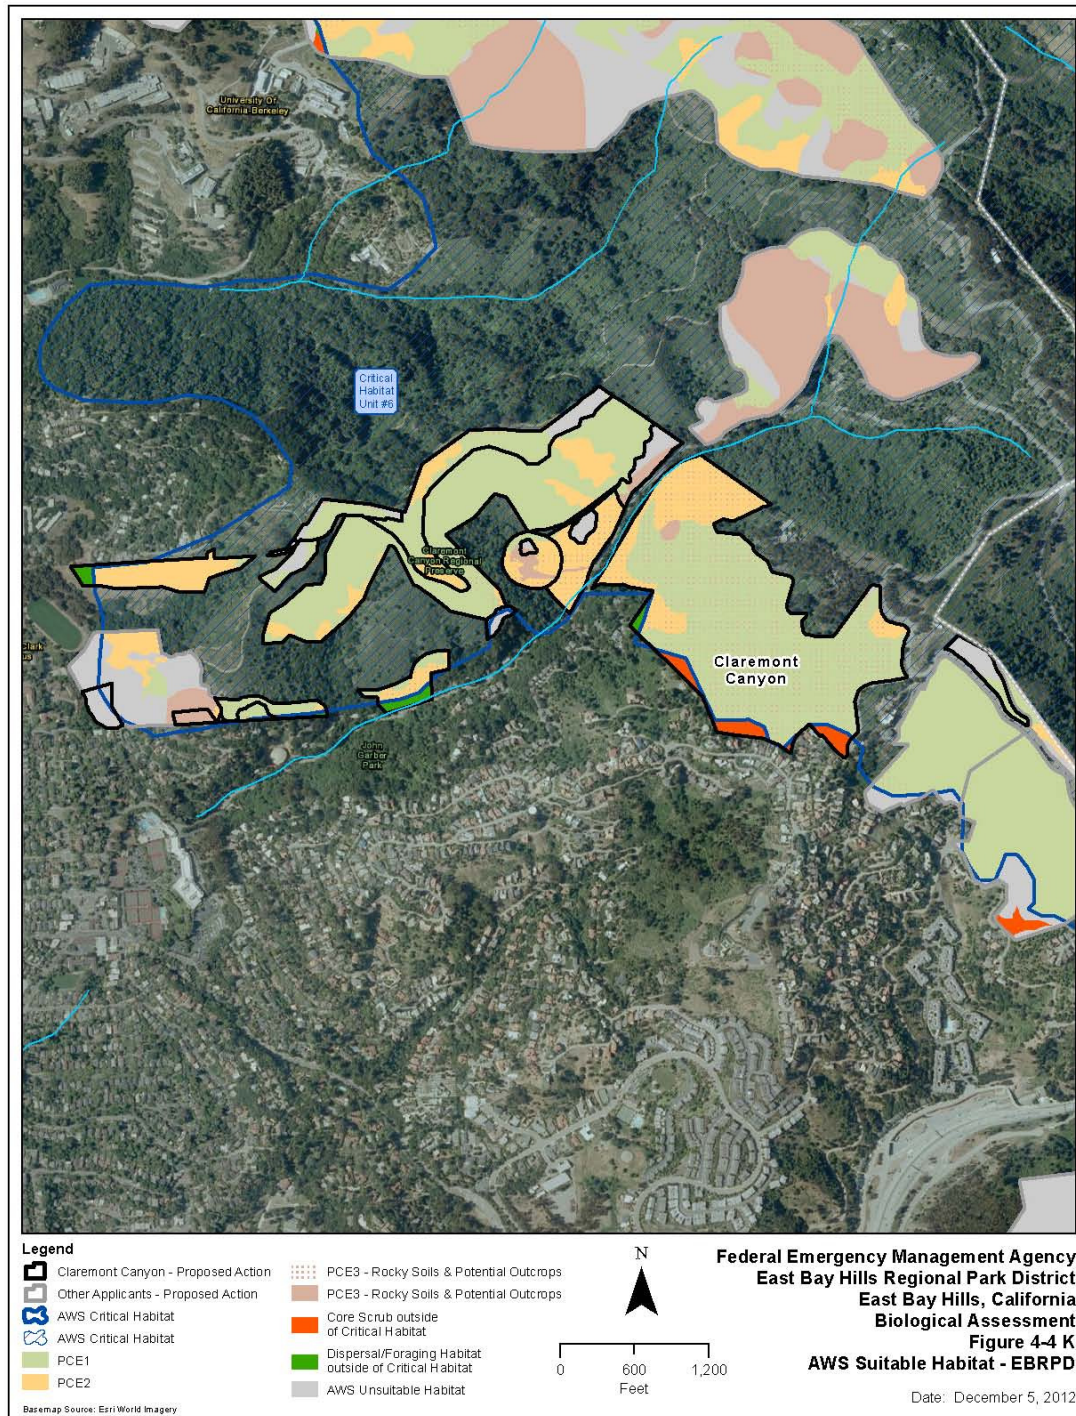 University Of
California-Berkeley
Critical
Habitat
Unit #6
Claremont
Canyon Regional
Preserve
Clark
Claremont
Canyon
John
Garber
Park
Legend
Claremont Canyon - Proposed Action
Other Applicants - Proposed Action
AWS Critical Habitat
AWS Critical Habitat
PCE1
PCE2
PCE3 - Rocky Soils & Potential Outcrops
PCE3 - Rocky Soils & Potential Outcrops
Core Scrub outside
of Critical Habitat
Dispersal/Foraging Habitat
outside of Critical Habitat
AWS Unsuitable Habitat
N
0 600 1,200
Feet
Federal Emergency Management Agency
East Bay Hills Regional Park District
East Bay Hills, California
Biological Assessment
Figure 4-4 K
AWS Suitable Habitat - EBRPD
Date: December 5, 2012
Basemap Source: Esri World Imagery